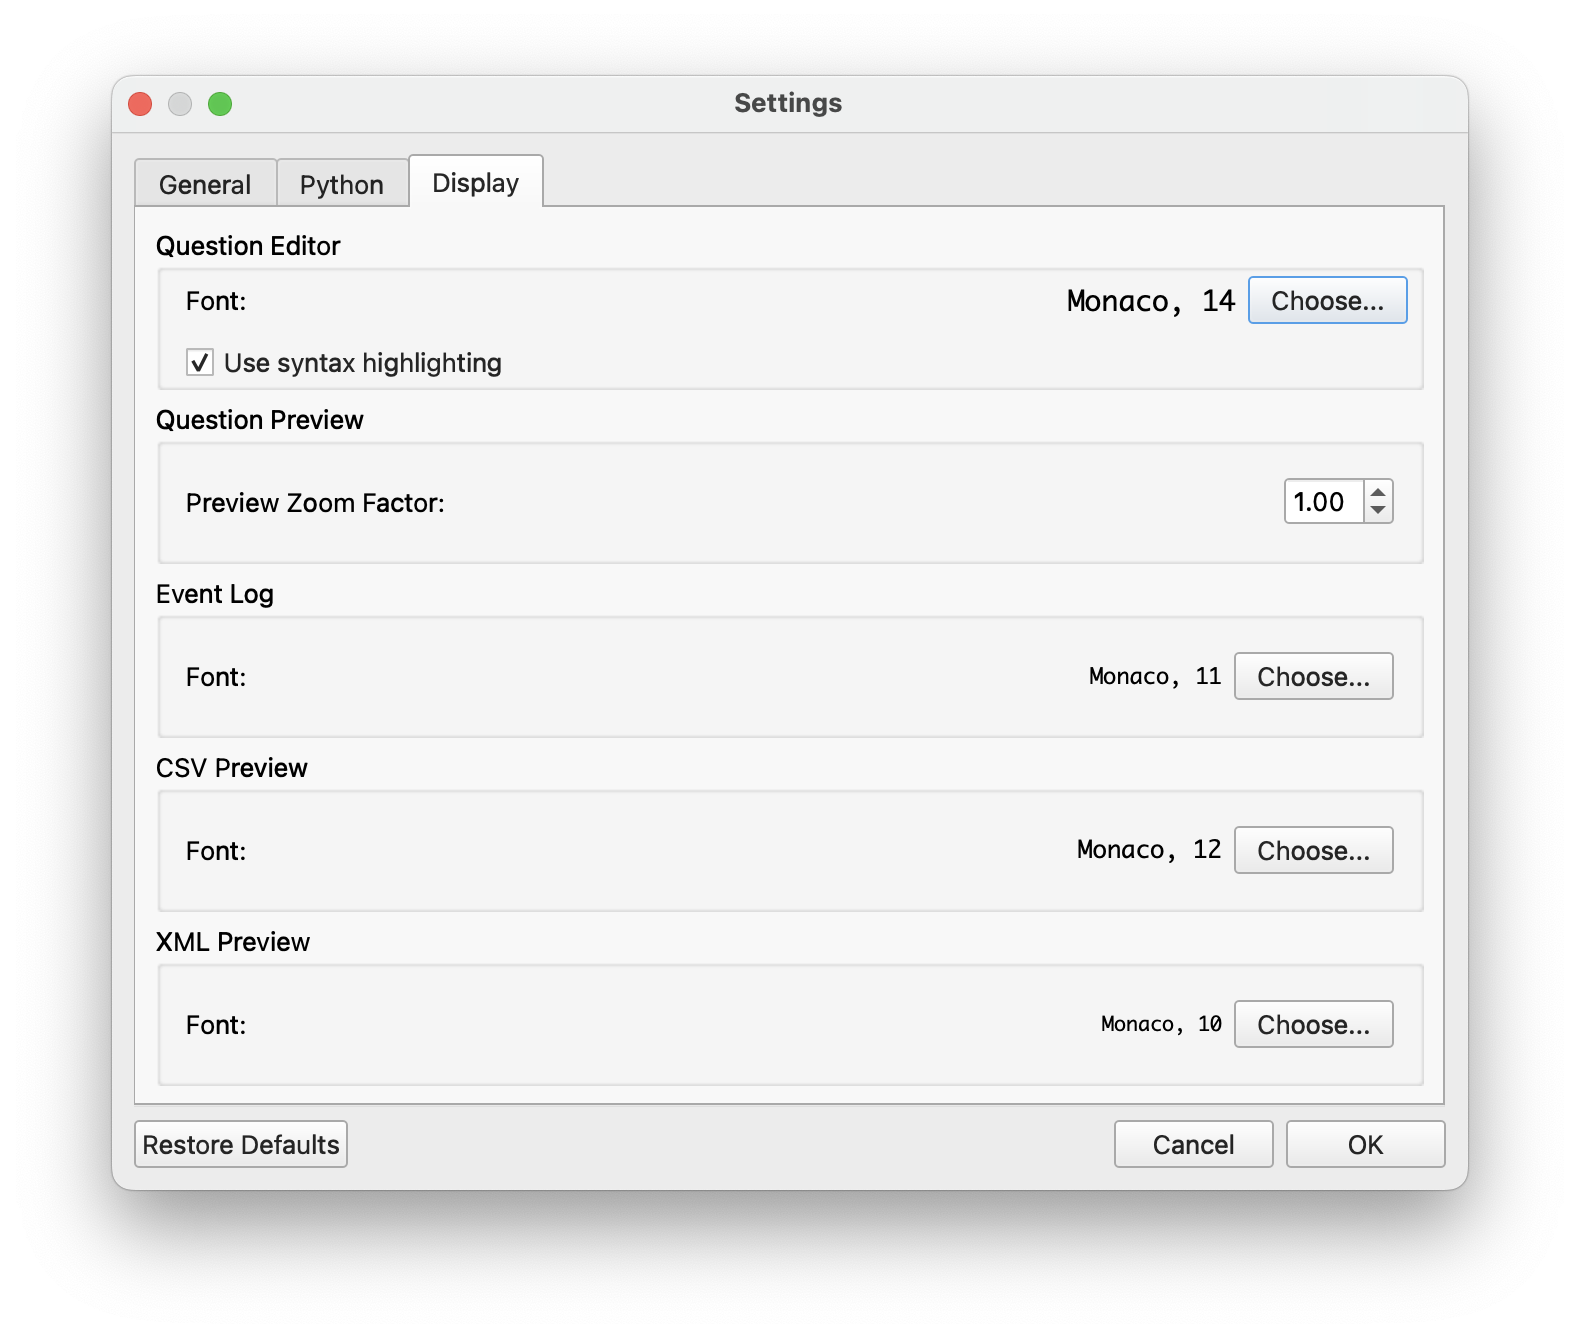 Settings
General Python Display
Question Editor
Font: Monaco, 14 Choose...
Use syntax highlighting
Question Preview
Preview Zoom Factor: 1.00
Event Log
Font: Monaco, 11 Choose...
CSV Preview
Font: Monaco, 12 Choose...
XML Preview
Font: Monaco, 10 Choose...
Restore Defaults Cancel OK